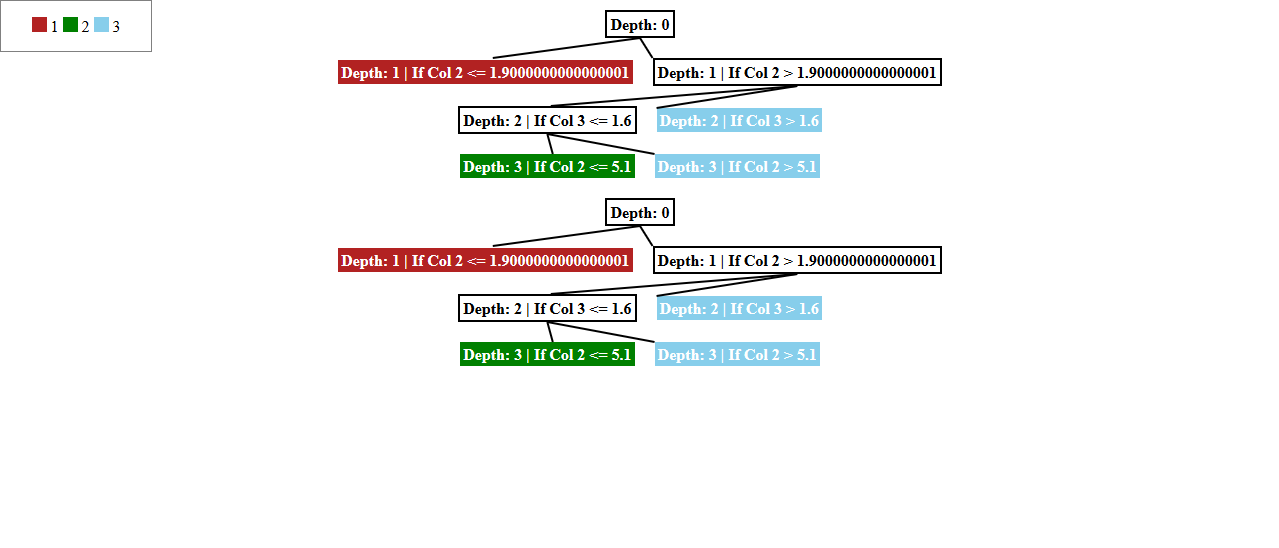 1 2 3
Depth: 0
Depth: 1 | If Col 2 <= 1.9000000000000001
Depth: 1 | If Col 2 > 1.9000000000000001
Depth: 2 | If Col 3 <= 1.6
Depth: 2 | If Col 3 > 1.6
Depth: 3 | If Col 2 <= 5.1
Depth: 3 | If Col 2 > 5.1
Depth: 0
Depth: 1 | If Col 2 <= 1.9000000000000001
Depth: 1 | If Col 2 > 1.9000000000000001
Depth: 2 | If Col 3 <= 1.6
Depth: 2 | If Col 3 > 1.6
Depth: 3 | If Col 2 <= 5.1
Depth: 3 | If Col 2 > 5.1